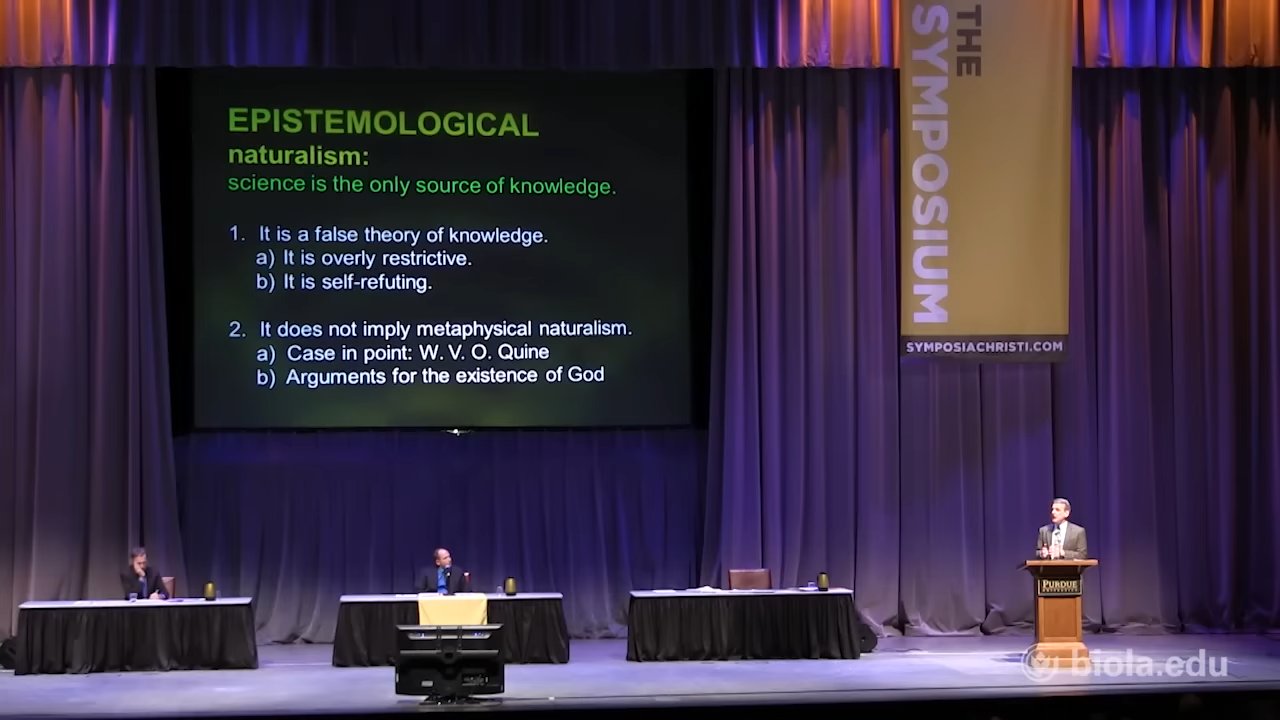 EPISTEMOLOGICAL
naturalism:
science is the only source of knowledge.
1. It is a false theory of knowledge.
a) It is overly restrictive.
b) It is self-refuting.
2. It does not imply metaphysical naturalism.
a) Case in point: W. V. O. Quine
b) Arguments for the existence of God
THE
SYMPOSIUM
SYMPOSIACHRISTI.COM
PURDUE
UNIVERSITY
biola.edu